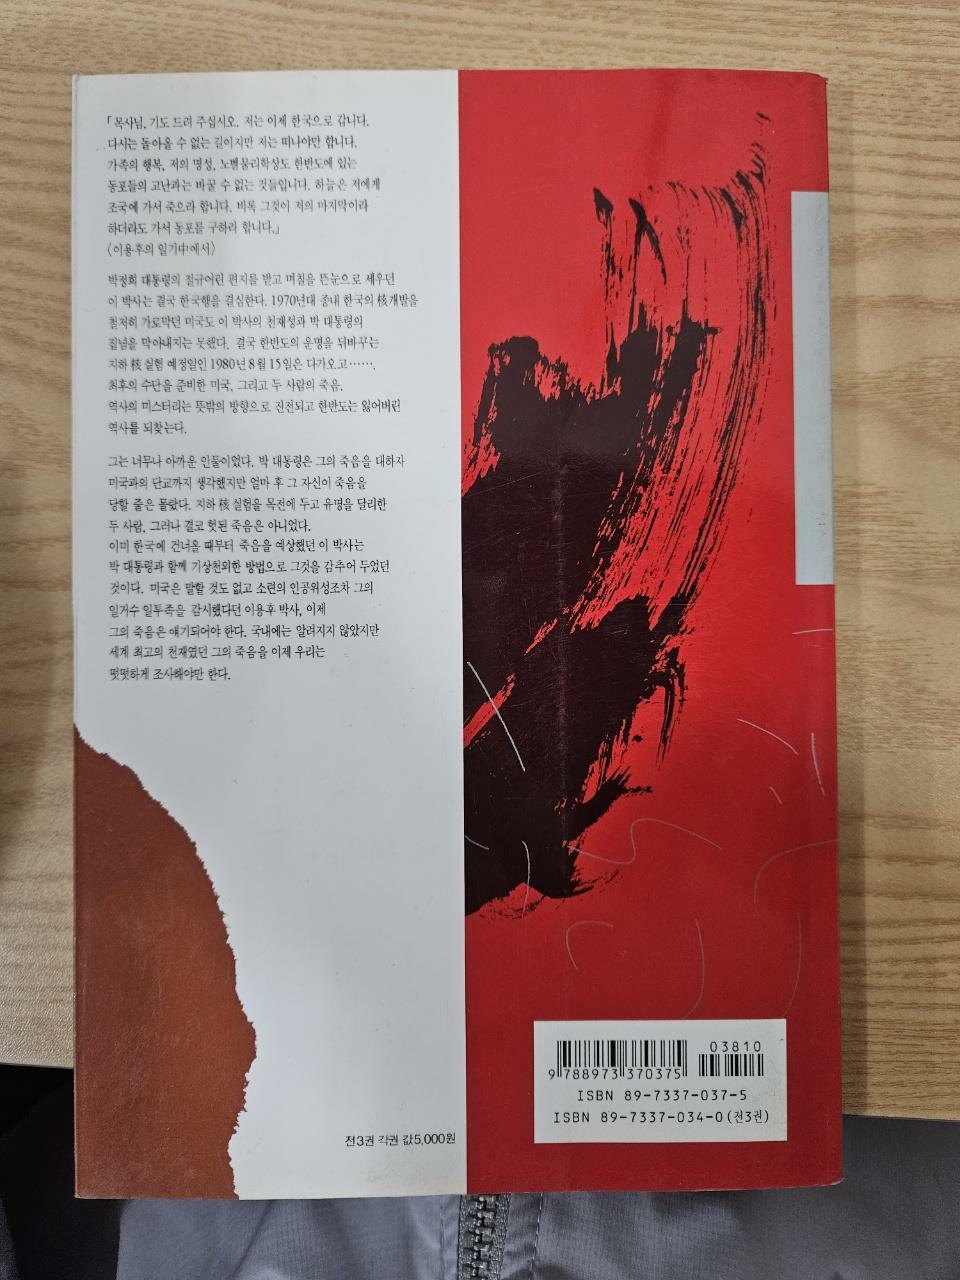 「목사님, 기도 드려 주십시오. 저는 이제 한국으로 갑니다.
다시는 돌아올 수 없는 길이지만 저는 떠나야만 합니다.
가족의 행복, 저의 명성, 노벨물리학상도 한반도에 있는
동포들의 고난과는 바꿀 수 없는 것들입니다. 하늘은 저에게
조국에 가서 죽으라 합니다. 비록 그것이 저의 마지막이라
하더라도 가서 동포를 구하라 합니다.」
〈이용후의 일기中에서〉
박정희 대통령의 절규어린 편지를 받고 며칠을 뜬눈으로 세우던
이 박사는 결국 한국행을 결심한다. 1970년대 종내 한국의 核개발을
철저히 가로막던 미국도 이 박사의 천재성과 박 대통령의
집념을 막아내지는 못했다. 결국 한반도의 운명을 뒤바꾸는
지하 核 실험 예정일인 1980년 8월 15일은 다가오고……
최후의 수단을 준비한 미국, 그리고 두 사람의 죽음.
역사의 미스터리는 뜻밖의 방향으로 진전되고 한반도는 잃어버린
역사를 되찾는다.
그는 너무나 아까운 인물이었다. 박 대통령은 그의 죽음을 대하자
미국과의 단교까지 생각했지만 얼마 후 그 자신이 죽음을
당할 줄은 몰랐다. 지하 核 실험을 목전에 두고 유명을 달리한
두 사람, 그러나 결코 헛된 죽음은 아니었다.
이미 한국에 건너올 때부터 죽음을 예상했던 이 박사는
박 대통령과 함께 기상천외한 방법으로 그것을 감추어 두었던
것이다. 미국은 말할 것도 없고 소련의 인공위성조차 그의
일거수 일투족을 감시했다던 이용후 박사, 이제
그의 죽음은 얘기되어야 한다. 국내에는 알려지지 않았지만
세계 최고의 천재였던 그의 죽음을 이제 우리는
떳떳하게 조사해야만 한다.
전3권 각권 값5,000원
03810
9 788973 370375
ISBN 89-7337-037-5
ISBN 89-7337-034-0(전3권)